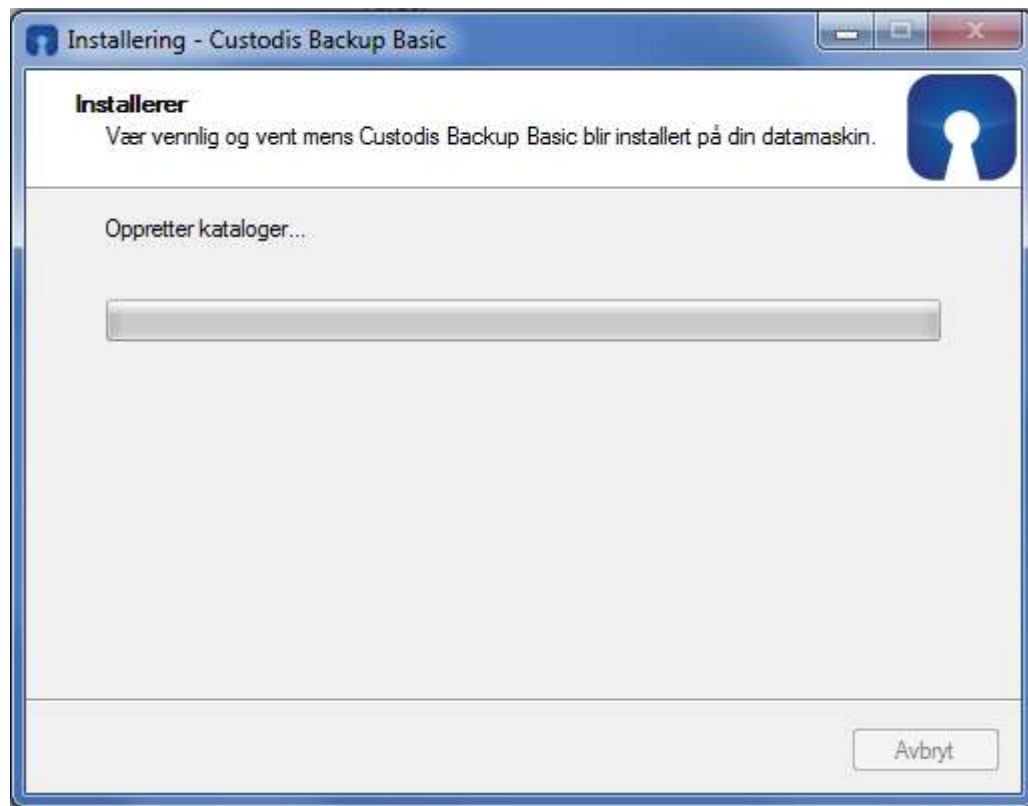 Installering - Custodis Backup Basic
Installerer
Vær vennlig og vent mens Custodis Backup Basic blir installert på din datamaskin.
Oppretter kataloger...
Avbryt